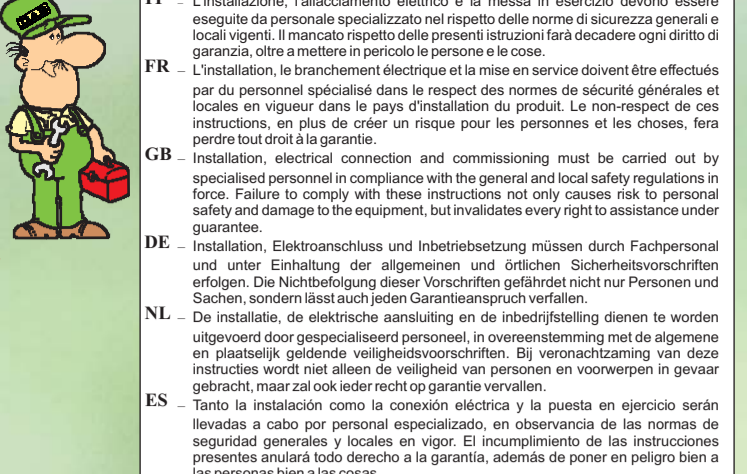 IT – L'installazione, l'allacciamento elettrico e la messa in esercizio devono essere
eseguite da personale specializzato nel rispetto delle norme di sicurezza generali e
locali vigenti. Il mancato rispetto delle presenti istruzioni farà decadere ogni diritto di
garanzia, oltre a mettere in pericolo le persone e le cose.
FR – L'installation, le branchement électrique et la mise en service doivent être effectués
par du personnel spécialisé dans le respect des normes de sécurité générales et
locales en vigueur dans le pays d'installation du produit. Le non-respect de ces
instructions, en plus de créer un risque pour les personnes et les choses, fera
perdre tout droit à la garantie.
GB – Installation, electrical connection and commissioning must be carried out by
specialised personnel in compliance with the general and local safety regulations in
force. Failure to comply with these instructions not only causes risk to personal
safety and damage to the equipment, but invalidates every right to assistance under
guarantee.
DE – Installation, Elektroanschluss und Inbetriebsetzung müssen durch Fachpersonal
und unter Einhaltung der allgemeinen und örtlichen Sicherheitsvorschriften
erfolgen. Die Nichtbefolgung dieser Vorschriften gefährdet nicht nur Personen und
Sachen, sondern lässt auch jeden Garantieanspruch verfallen.
NL – De installatie, de elektrische aansluiting en de inbedrijfstelling dienen te worden
uitgevoerd door gespecialiseerd personeel, in overeenstemming met de algemene
en plaatselijk geldende veiligheidsvoorschriften. Bij veronachtzaming van deze
instructies wordt niet alleen de veiligheid van personen en voorwerpen in gevaar
gebracht, maar zal ook ieder recht op garantie vervallen.
ES – Tanto la instalación como la conexión eléctrica y la puesta en ejercicio serán
llevadas a cabo por personal especializado, en observancia de las normas de
seguridad generales y locales en vigor. El incumplimiento de las instrucciones
presentes anulará todo derecho a la garantía, además de poner en peligro bien a
las personas bien a las cosas.